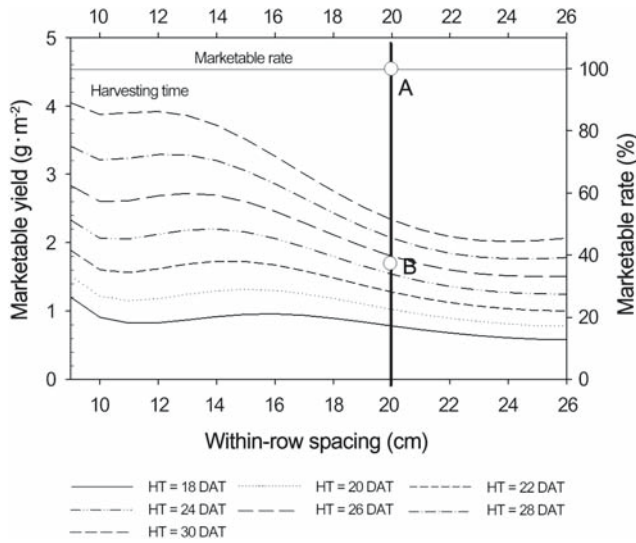 10 12 14 16 18 20 22 24 26
5
4
3
2
1
0
Marketable yield (g·m-2)
Marketable rate
A
Harvesting time
B
100
80
60
40
20
0
Marketable rate (%)
10 12 14 16 18 20 22 24 26
Within-row spacing (cm)
HT = 18 DAT HT = 20 DAT HT = 22 DAT
HT = 24 DAT HT = 26 DAT HT = 28 DAT
HT = 30 DAT